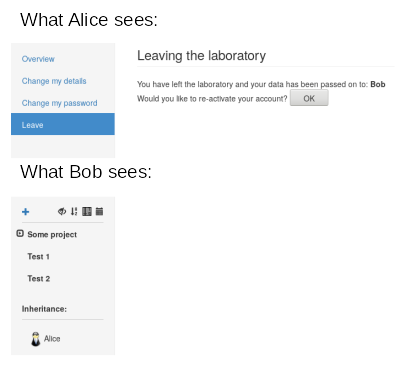 What Alice sees:
Overview
Change my details
Change my password
Leave
Leaving the laboratory
You have left the laboratory and your data has been passed on to: Bob
Would you like to re-activate your account? OK
What Bob sees:
Some project
Test 1
Test 2
Inheritance:
Alice